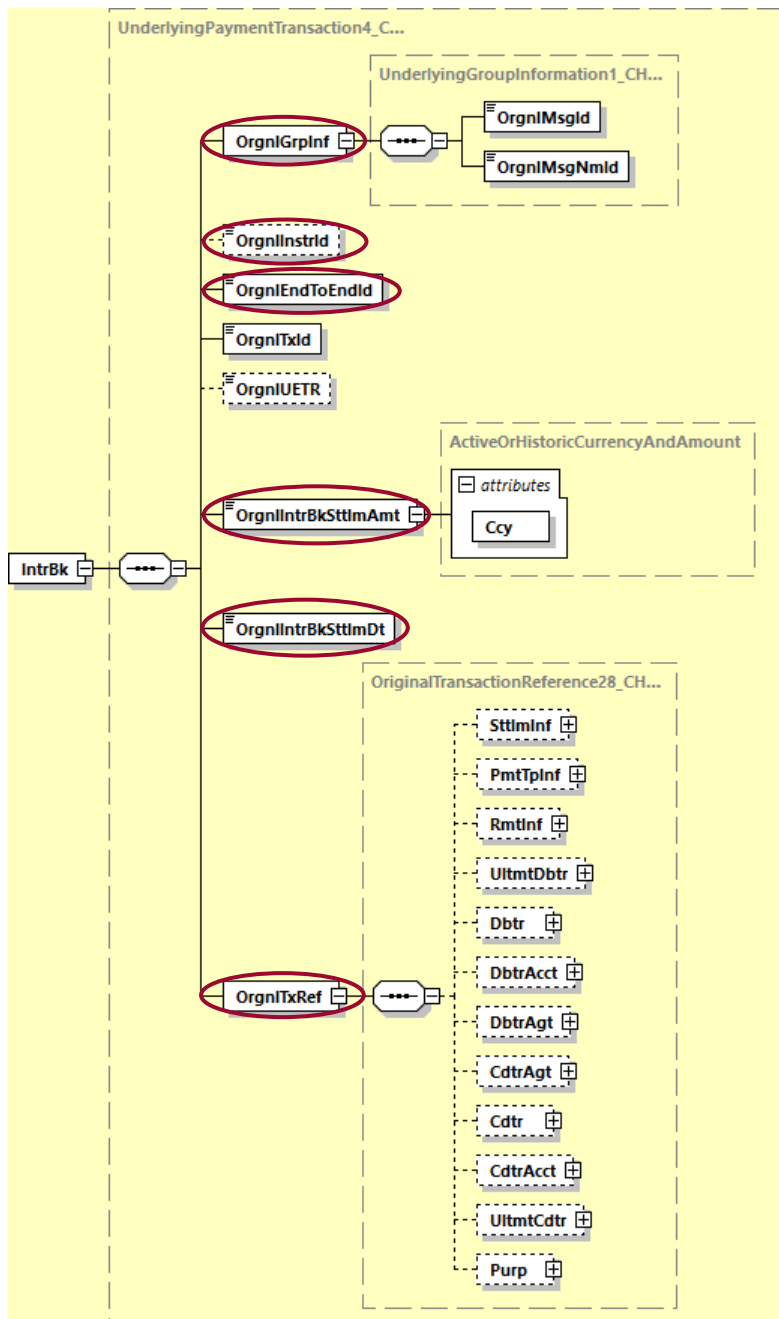 UnderlyingPaymentTransaction4_C...
UnderlyingGroupInformation1_CH...
OrgnlGrpInf
OrgnlMsgId
OrgnlMsgNmId
OrgnlInstrId
OrgnlEndToEndId
OrgnlTxId
OrgnlUETR
ActiveOrHistoricCurrencyAndAmount
attributes
OrgnlIntrBkSttlmAmt
Ccy
IntrBk
OrgnlIntrBkSttlmDt
OriginalTransactionReference28_CH...
SttlmInf
PmtTpInf
RmtInf
UltmtDbtr
Dbtr
DbtrAcct
OrgnlTxRef
DbtrAgt
CdtrAgt
Cdtr
CdtrAcct
UltmtCdtr
Purp